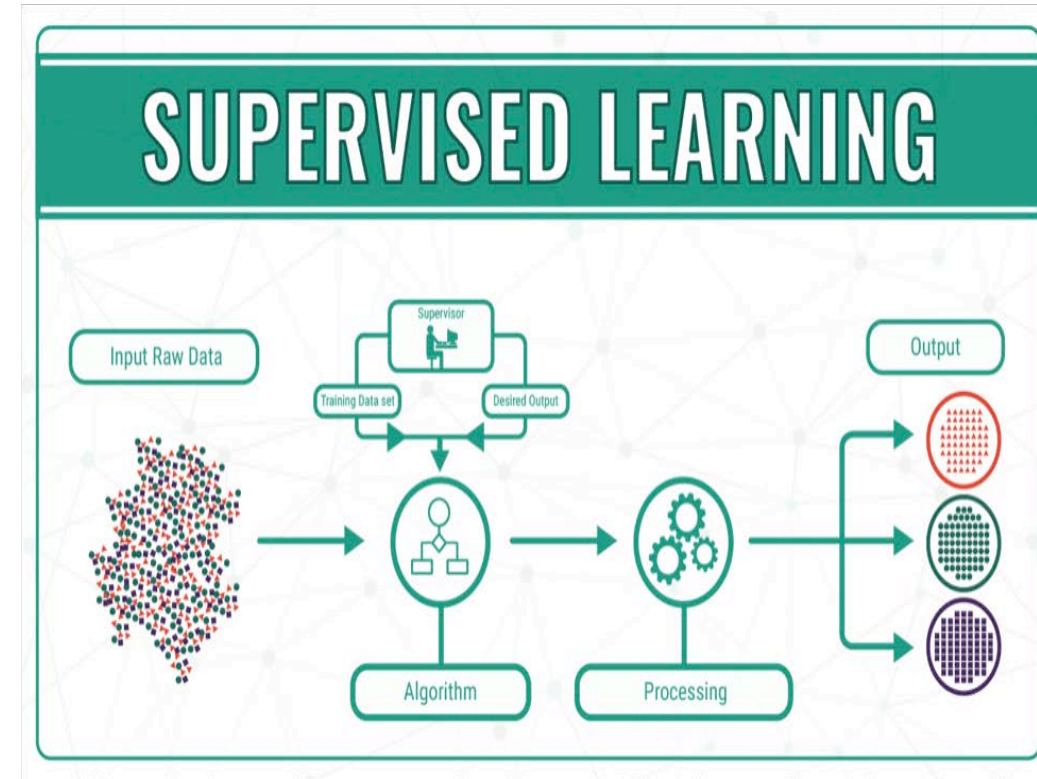 SUPERVISED LEARNING
Supervisor
Input Raw Data
Output
Training Data set
Desired Output
Algorithm
Processing